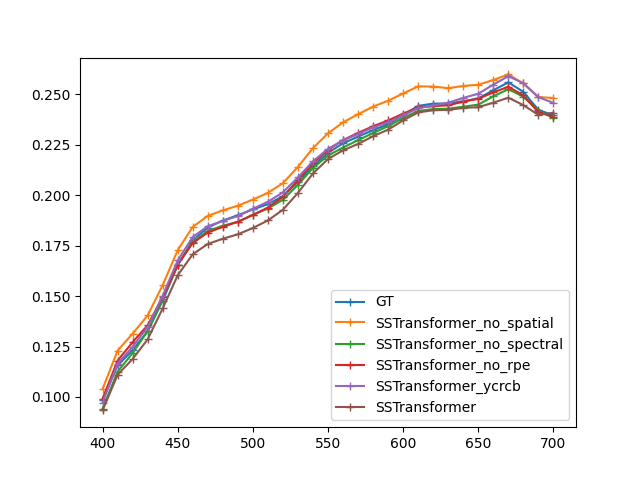 0.250
0.225
0.200
0.175
0.150
0.125
0.100
GT
SSTransformer_no_spatial
SSTransformer_no_spectral
SSTransformer_no_rpe
SSTransformer_ycrcb
SSTransformer
400 450 500 550 600 650 700